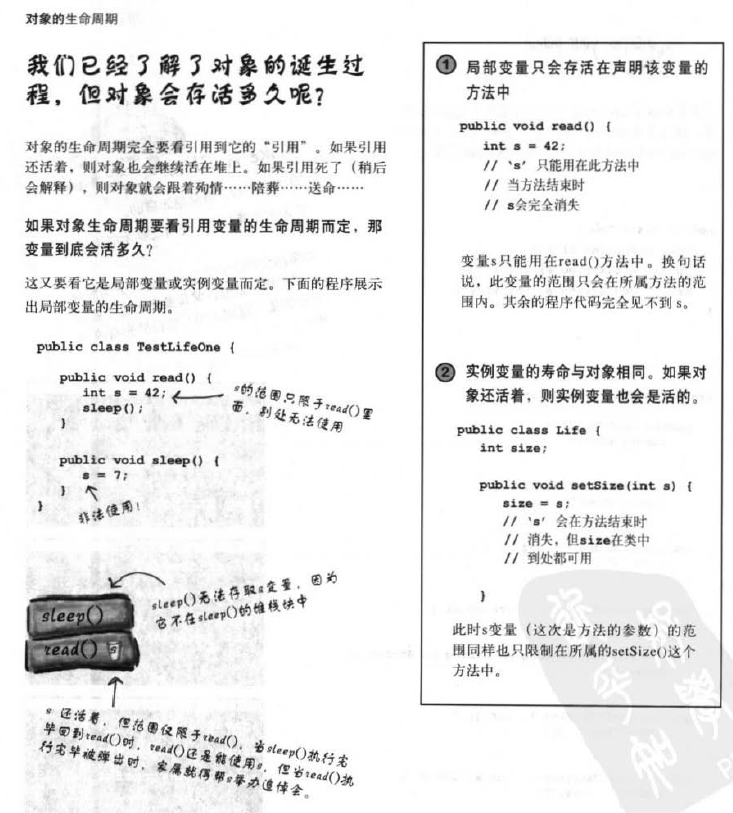 对象的生命周期
我们已经了解了对象的诞生过
程，但对象会存活多久呢？
对象的生命周期完全要看引用到它的“引用”。如果引用
还活着，则对象也会继续活在堆上。如果引用死了（稍后
会解释），则对象就会跟着殉情……陪葬……送命……
如果对象生命周期要看引用变量的生命周期而定，那
变量到底会活多久？
这又要看它是局部变量或实例变量而定。下面的程序展示
出局部变量的生命周期。
public class TestLifeOne {
public void read() {
int s = 42;
sleep();
}
s的范围只限于read()里
面，别处无法使用
public void sleep() {
s = 7;
}
}
非法使用！
sleep()
read() s
sleep()无法存取s变量，因为
它不在sleep()的堆栈块中
s 还活着，但范围仅限于read()，当sleep()执行完
毕回到read()时，read()还是能使用s，但当read()执
行完毕被弹出时，家属就得帮s举办追悼会。
① 局部变量只会存活在声明该变量的
方法中
public void read() {
int s = 42;
// ‘s’ 只能用在此方法中
// 当方法结束时
// s会完全消失
变量s只能用在read()方法中。换句话
说，此变量的范围只会在所属方法的范
围内。其余的程序代码完全见不到 s。
② 实例变量的寿命与对象相同。如果对
象还活着，则实例变量也会是活的。
public class Life {
int size;
public void setSize(int s) {
size = s;
// ‘s’ 会在方法结束时
// 消失，但size在类中
// 到处都可用
}
此时s变量（这次是方法的参数）的范
围同样也只限制在所属的setSize()这个
方法中。